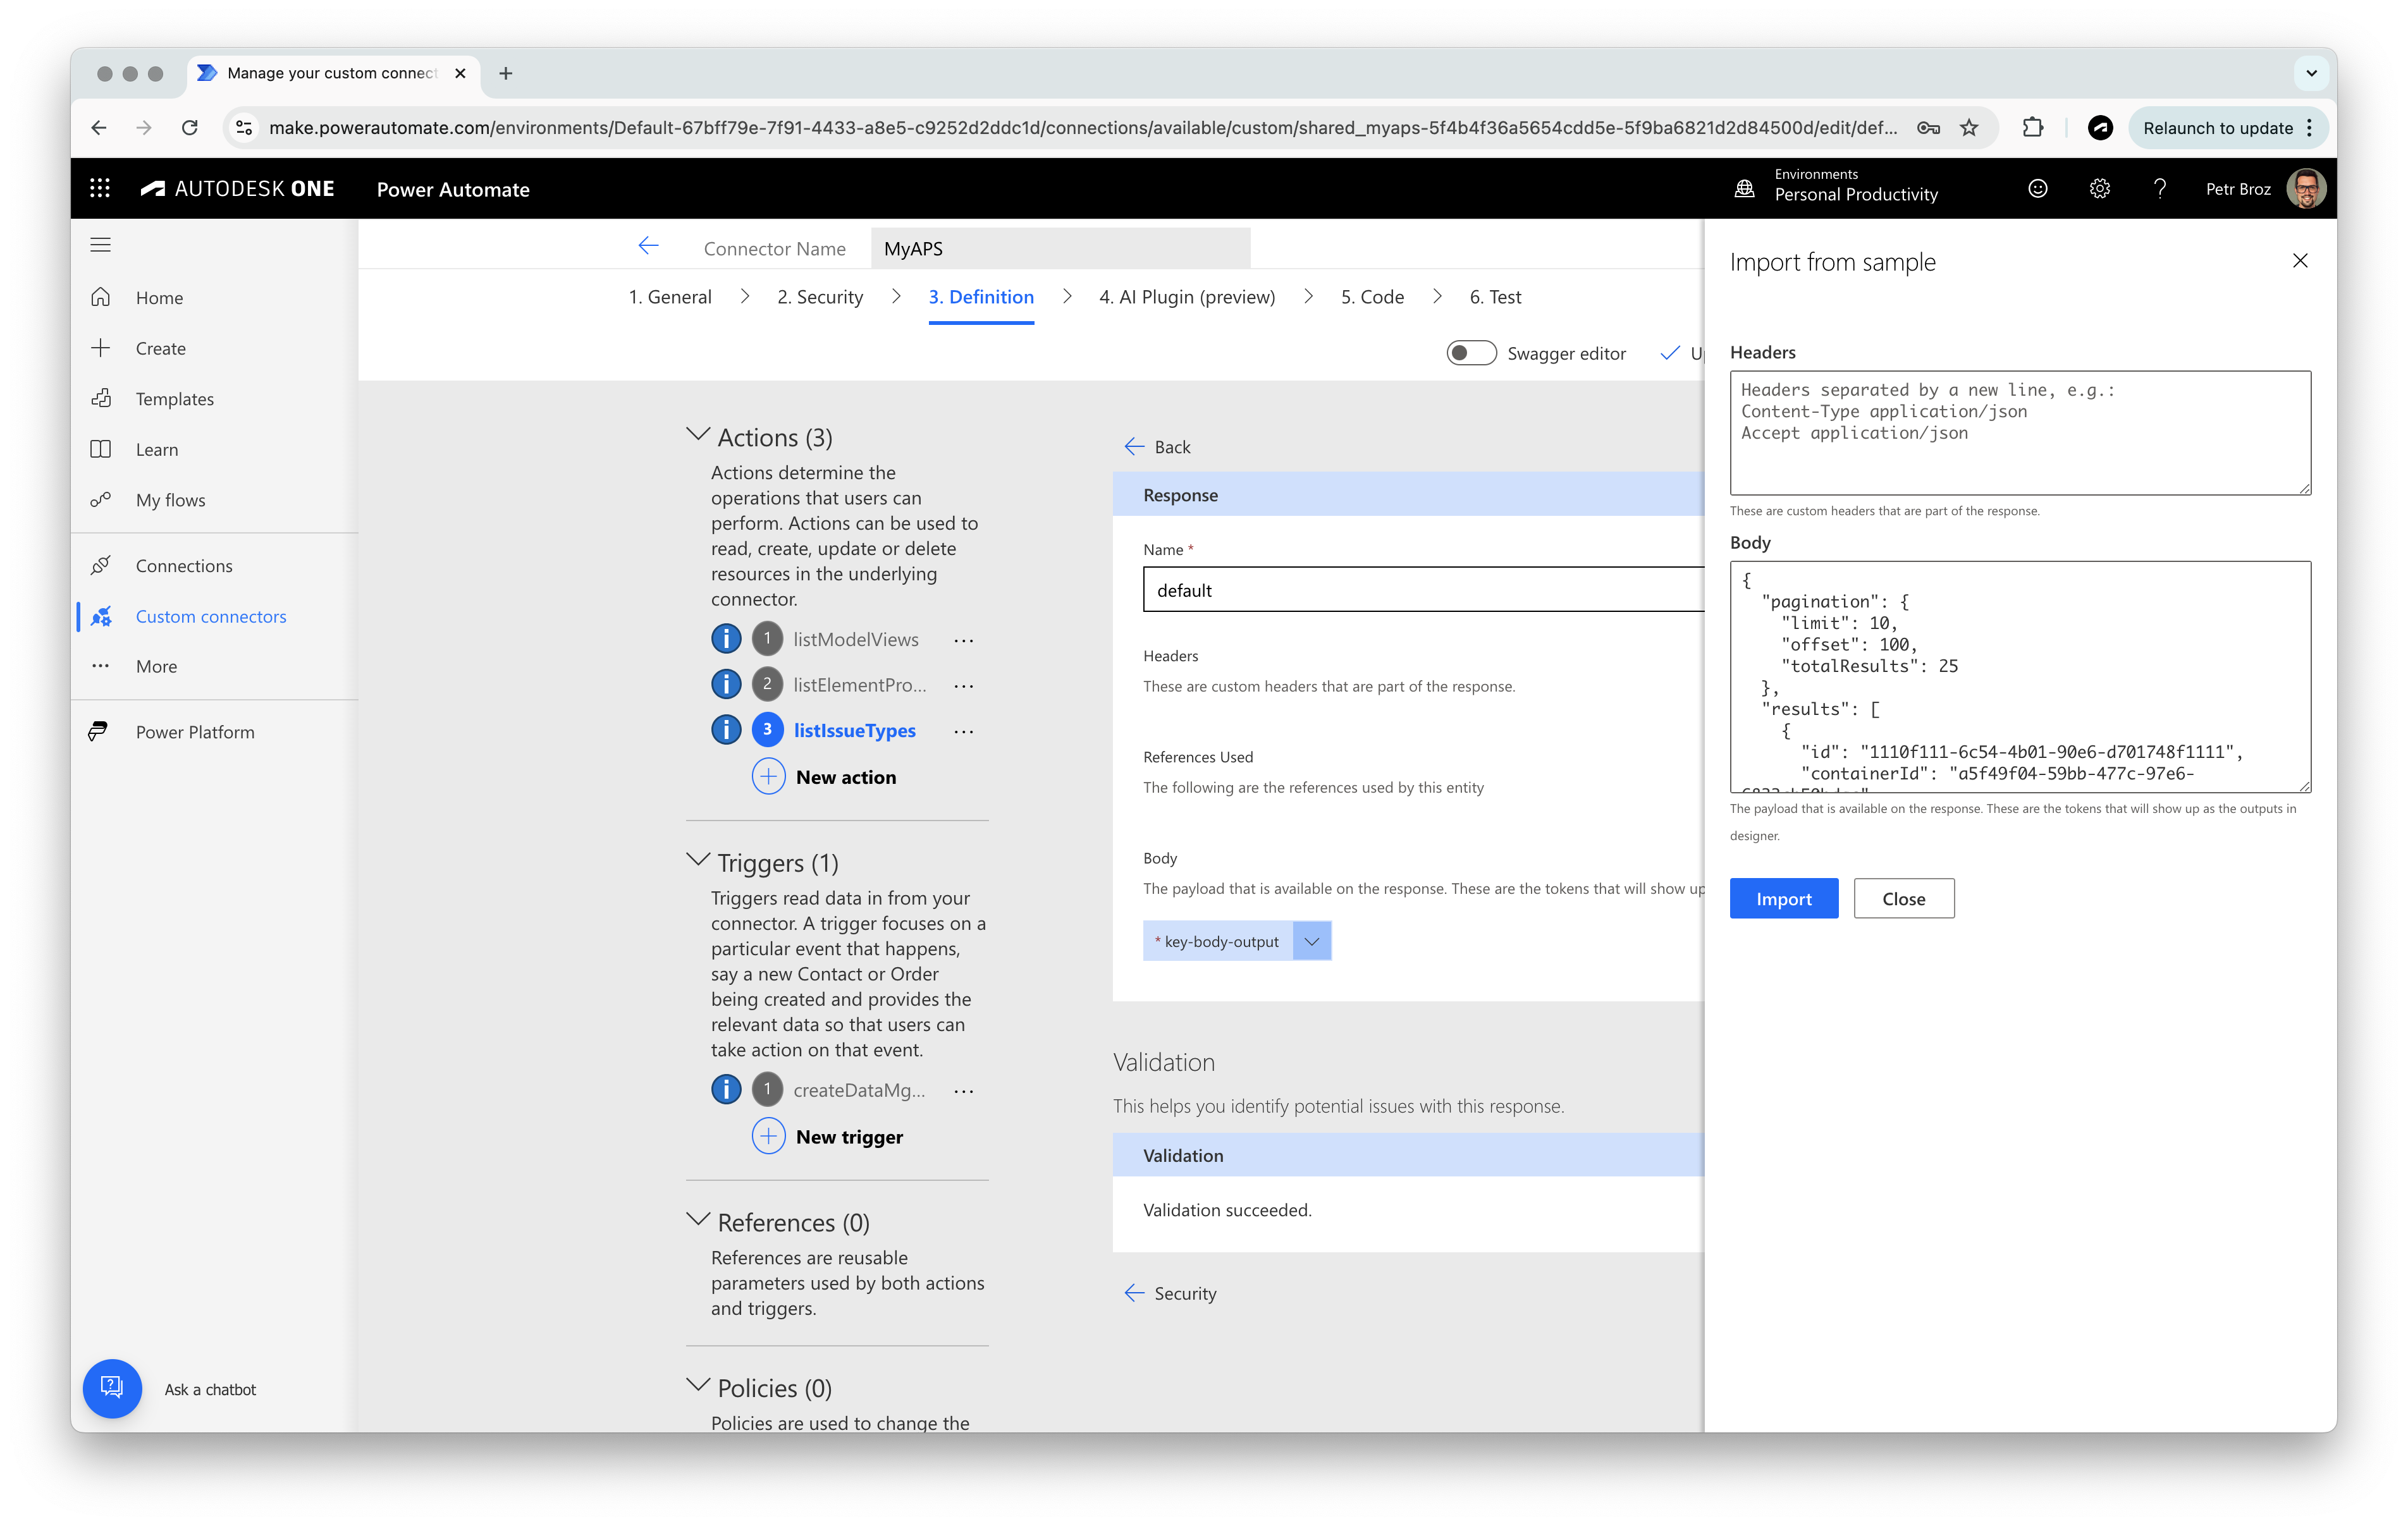 Manage your custom connect
make.powerautomate.com/environments/Default-67bff79e-7f91-4433-a8e5-c9252d2ddc1d/connections/available/custom/shared_myaps-5f4b4f36a5654cdd5e-5f9ba6821d2d84500d/edit/def...
Relaunch to update
AUTODESK ONE
Power Automate
Environments
Personal Productivity
Petr Broz
Home
Create
Templates
Learn
My flows
Connections
Custom connectors
More
Power Platform
Ask a chatbot
Connector Name
MyAPS
1. General
2. Security
3. Definition
4. AI Plugin (preview)
5. Code
6. Test
Swagger editor
Actions (3)
Actions determine the
operations that users can
perform. Actions can be used to
read, create, update or delete
resources in the underlying
connector.
1 listModelViews ...
2 listElementPro... ...
3 listIssueTypes ...
New action
Triggers (1)
Triggers read data in from your
connector. A trigger focuses on a
particular event that happens,
say a new Contact or Order
being created and provides the
relevant data so that users can
take action on that event.
1 createDataMg... ...
New trigger
References (0)
References are reusable
parameters used by both actions
and triggers.
Policies (0)
Policies are used to change the
Back
Response
Name *
default
Headers
These are custom headers that are part of the response.
References Used
The following are the references used by this entity
Body
The payload that is available on the response. These are the tokens that will show up
* key-body-output
Validation
This helps you identify potential issues with this response.
Validation
Validation succeeded.
Security
Import from sample
Headers
Headers separated by a new line, e.g.:
Content-Type application/json
Accept application/json
These are custom headers that are part of the response.
Body
{
"pagination": {
"limit": 10,
"offset": 100,
"totalResults": 25
},
"results": [
{
"id": "1110f111-6c54-4b01-90e6-d701748f1111",
"containerId": "a5f49f04-59bb-477c-97e6-
The payload that is available on the response. These are the tokens that will show up as the outputs in
designer.
Import
Close